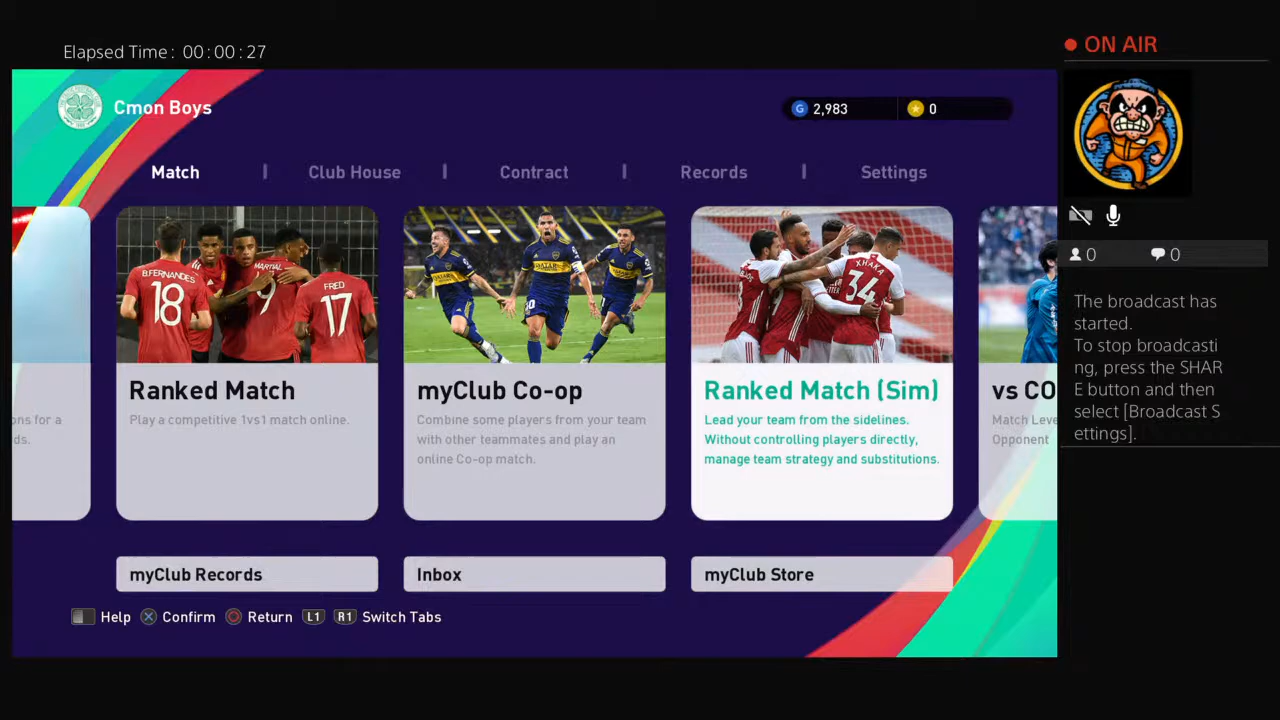 Elapsed Time: 00:00:27
ON AIR
Cmon Boys
2,983
0
Match
Club House
Contract
Records
Settings
B.FERNANDES
18
MARTIAL
9
FRED
17
XHAKA
34
0
0
ons for a
ds.
Ranked Match
Play a competitive 1vs1 match online.
myClub Co-op
Combine some players from your team
with other teammates and play an
online Co-op match.
Ranked Match (Sim)
Lead your team from the sidelines.
Without controlling players directly,
manage team strategy and substitutions.
vs CO
Match Leve
Opponent
The broadcast has
started.
To stop broadcasti
ng, press the SHAR
E button and then
select [Broadcast S
ettings].
myClub Records
Inbox
myClub Store
Help
Confirm
Return
L1
R1
Switch Tabs